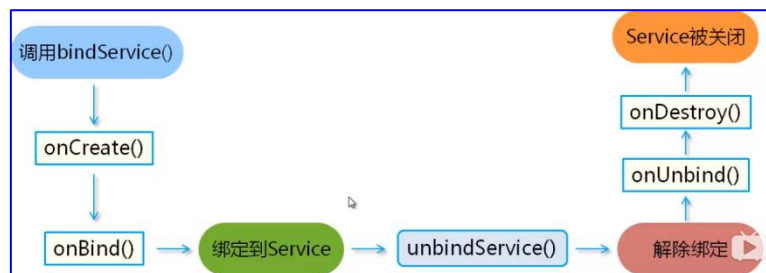 调用bindService()
onCreate()
onBind()
绑定到Service
unbindService()
解除绑定
onUnbind()
onDestroy()
Service被关闭